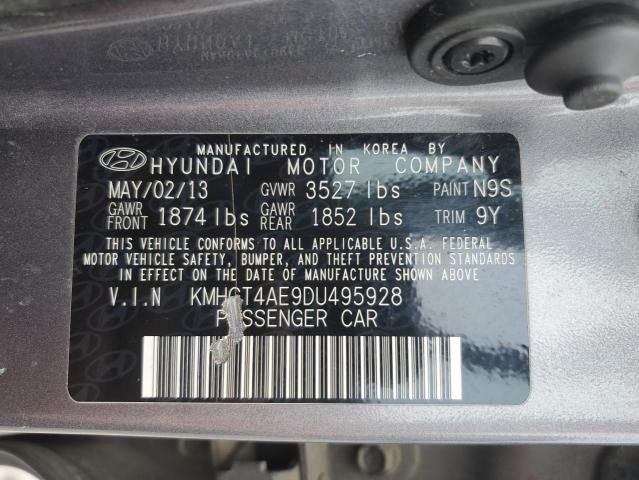 MANUFACTURED IN KOREA BY
HYUNDAI MOTOR COMPANY
MAY/02/13 GVWR 3527 lbs PAINT N9S
GAWR FRONT 1874 lbs GAWR REAR 1852 lbs TRIM 9Y
THIS VEHICLE CONFORMS TO ALL APPLICABLE U.S.A. FEDERAL
MOTOR VEHICLE SAFETY, BUMPER, AND THEFT PREVENTION STANDARDS
IN EFFECT ON THE DATE OF MANUFACTURE SHOWN ABOVE
V.I.N KMHCT4AE9DU495928
PASSENGER CAR